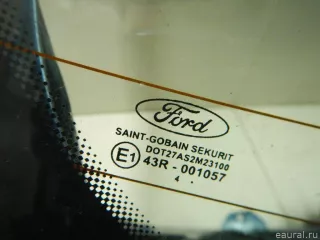 Ford
SAINT-GOBAIN SEKURIT
DOT27AS2M23100
E1 43R - 001057
4
eaural.ru